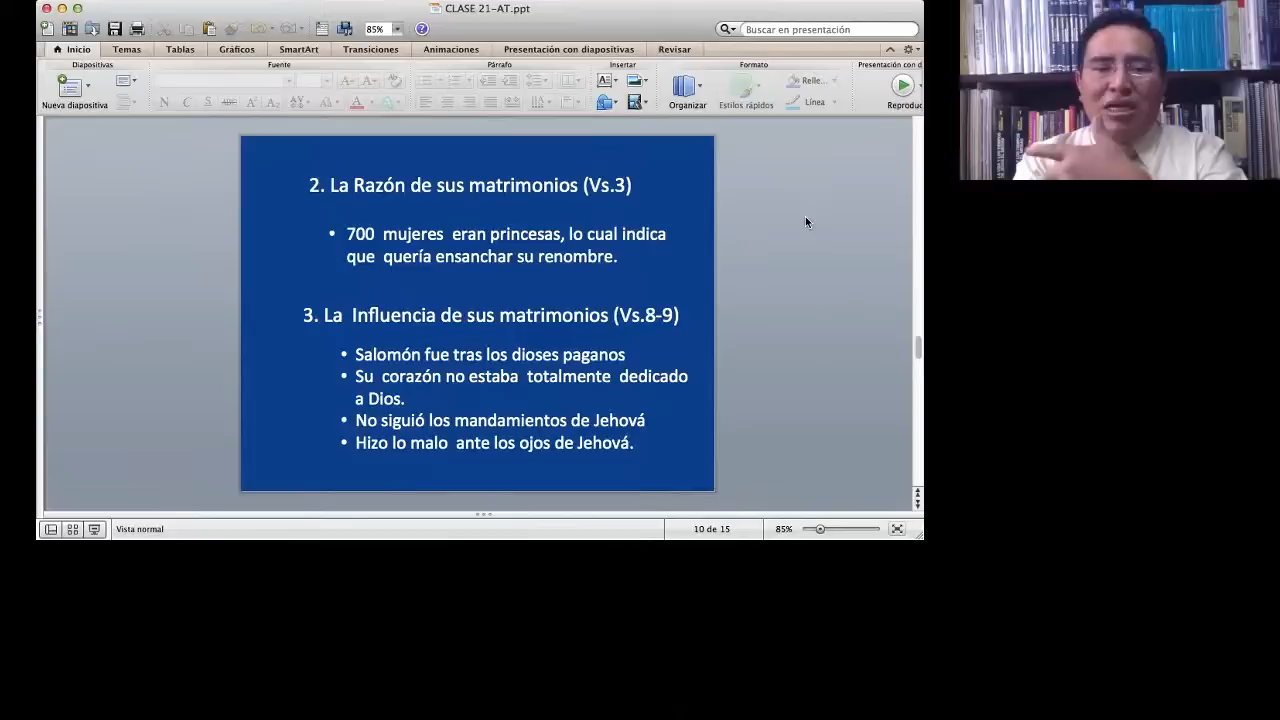 CLASE 21-AT.ppt
85%
Buscar en presentación
Inicio Temas Tablas Gráficos SmartArt Transiciones Animaciones Presentación con diapositivas Revisar
Diapositivas Fuente Párrafo Insertar Formato Presentación con d
Nueva diapositiva Organizar Estilos rápidos Relle... Línea Reproduc
2. La Razón de sus matrimonios (Vs.3)
• 700 mujeres eran princesas, lo cual indica
que quería ensanchar su renombre.
3. La Influencia de sus matrimonios (Vs.8-9)
• Salomón fue tras los dioses paganos
• Su corazón no estaba totalmente dedicado
a Dios.
• No siguió los mandamientos de Jehová
• Hizo lo malo ante los ojos de Jehová.
Vista normal 10 de 15 85%